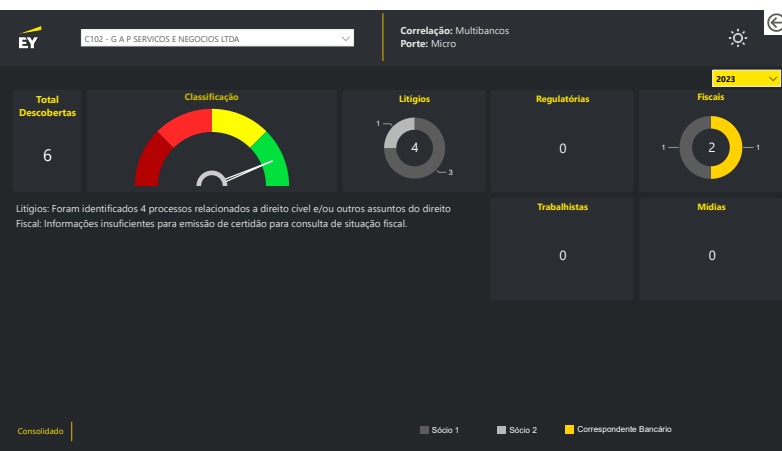 EY
C102 - G A P SERVICOS E NEGOCIOS LTDA
Correlação: Multibancos
Porte: Micro
2023
Total Descobertas
6
Classificação
Litígios
1
4
3
Regulatórias
0
Fiscais
1
2
1
Litígios: Foram identificados 4 processos relacionados a direito cível e/ou outros assuntos do direito
Fiscal: Informações insuficientes para emissão de certidão para consulta de situação fiscal.
Trabalhistas
0
Mídias
0
Consolidado
Sócio 1
Sócio 2
Correspondente Bancário